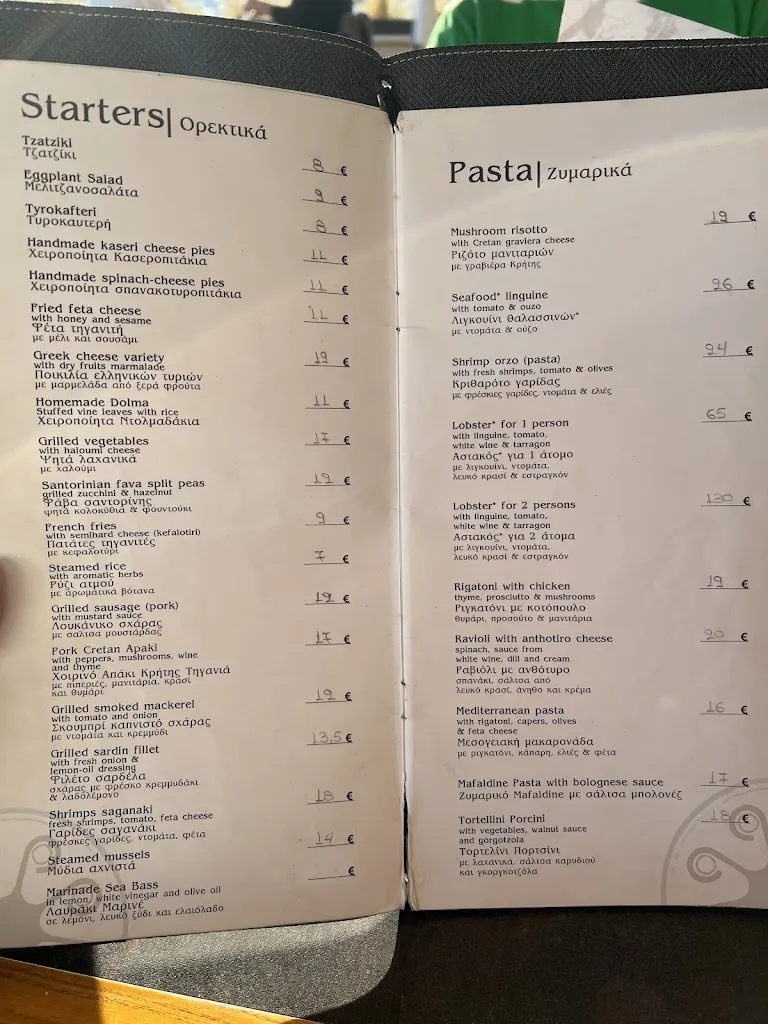 Starters| Ορεκτικά
Tzatziki
Τζατζίκι
8 €
Eggplant Salad
Μελιτζανοσαλάτα
9 €
Tyrokafteri
Τυροκαυτερή
8 €
Handmade kaseri cheese pies
Χειροποίητα Κασεροπιτάκια
11 €
Handmade spinach-cheese pies
Χειροποίητα σπανακοτυροπιτάκια
11 €
Fried feta cheese
with honey and sesame
Φέτα τηγανιτή
με μέλι και σουσάμι
11 €
Greek cheese variety
with dry fruits marmalade
Ποικιλία ελληνικών τυριών
με μαρμελάδα από ξερά φρούτα
19 €
Homemade Dolma
Stuffed vine leaves with rice
Χειροποίητα Ντολμαδάκια
11 €
Grilled vegetables
with haloumi cheese
Ψητά λαχανικά
με χαλούμι
17 €
Santorinian fava split peas
grilled zucchini & hazelnut
Φάβα σαντορίνης
ψητά κολοκύθια & φουντούκι
12 €
French fries
with semihard cheese (kefalotiri)
Πατάτες τηγανιτές
με κεφαλοτύρι
9 €
Steamed rice
with aromatic herbs
Ρύζι ατμού
με αρωματικά βότανα
7 €
Grilled sausage (pork)
with mustard sauce
Λουκάνικο σχάρας
με σάλτσα μουστάρδας
12 €
Pork Cretan Apaki
with peppers, mushrooms, wine
and thyme
Χοιρινό Απάκι Κρήτης Τηγανιά
με πιπεριές, μανιτάρια, κρασί
και θυμάρι
17 €
Grilled smoked mackerel
with tomato and onion
Σκουμπρί καπνιστό σχάρας
με ντομάτα και κρεμμύδι
12 €
Grilled sardin fillet
with fresh onion &
lemon-oil dressing
Φιλέτο σαρδέλα
σχάρας με φρέσκο κρεμμυδάκι
& λαδολέμονο
13,5 €
Shrimps saganaki
fresh shrimps, tomato, feta cheese
Γαρίδες σαγανάκι
φρέσκες γαρίδες, ντομάτα, φέτα
18 €
Steamed mussels
Μύδια αχνιστά
14 €
Marinade Sea Bass
in lemon, white vinegar and olive oil
Λαυράκι Μαρινέ
σε λεμόνι, λευκό ξύδι και ελαιόλαδο
€
Pasta| Ζυμαρικά
Mushroom risotto
with Cretan graviera cheese
Ριζότο μανιταριών
με γραβιέρα Κρήτης
19 €
Seafood* linguine
with tomato & ouzo
Λιγκουίνι θαλασσινών*
με ντομάτα & ούζο
26 €
Shrimp orzo (pasta)
with fresh shrimps, tomato & olives
Κριθαρότο γαρίδας
με φρέσκιες γαρίδες, ντομάτα & ελιές
24 €
Lobster* for 1 person
with linguine, tomato,
white wine & tarragon
Αστακός* για 1 άτομο
με λιγκουίνι, ντομάτα,
λευκό κρασί & εστραγκόν
65 €
Lobster* for 2 persons
with linguine, tomato,
white wine & tarragon
Αστακός* για 2 άτομα
με λιγκουίνι, ντομάτα,
λευκό κρασί & εστραγκόν
130 €
Rigatoni with chicken
thyme, prosciutto & mushrooms
Ριγκατόνι με κοτόπουλο
θυμάρι, προσούτο & μανιτάρια
19 €
Ravioli with anthotiro cheese
spinach, sauce from
white wine, dill and cream
Ραβιόλι με ανθότυρο
σπανάκι, σάλτσα από
λευκό κρασί, άνηθο και κρέμα
20 €
Mediterranean pasta
with rigatoni, capers, olives
& feta cheese
Μεσογειακή μακαρονάδα
με ριγκατόνι, κάπαρη, ελιές & φέτα
16 €
Mafaldine Pasta with bolognese sauce
Ζυμαρικό Mafaldine με σάλτσα μπολονέζ
17 €
Tortellini Porcini
with vegetables, walnut sauce
and gorgotzola
Τορτελίνι Πορτσίνι
με λαχανικά, σάλτσα καρυδιού
και γκοργκοτζόλα
18 €